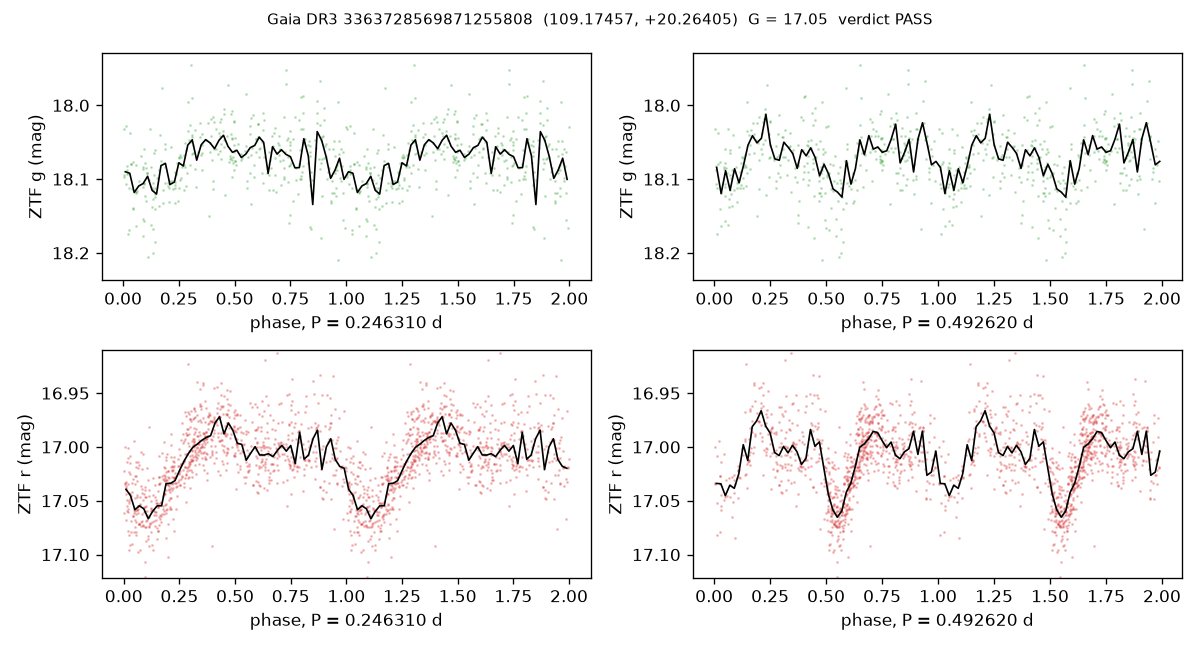 Gaia DR3 3363728569871255808 (109.17457, +20.26405) G = 17.05 verdict PASS
ZTF g (mag)
18.0
18.1
18.2
0.00 0.25 0.50 0.75 1.00 1.25 1.50 1.75 2.00
phase, P = 0.246310 d
ZTF g (mag)
18.0
18.1
18.2
0.00 0.25 0.50 0.75 1.00 1.25 1.50 1.75 2.00
phase, P = 0.492620 d
ZTF r (mag)
16.95
17.00
17.05
17.10
0.00 0.25 0.50 0.75 1.00 1.25 1.50 1.75 2.00
phase, P = 0.246310 d
ZTF r (mag)
16.95
17.00
17.05
17.10
0.00 0.25 0.50 0.75 1.00 1.25 1.50 1.75 2.00
phase, P = 0.492620 d